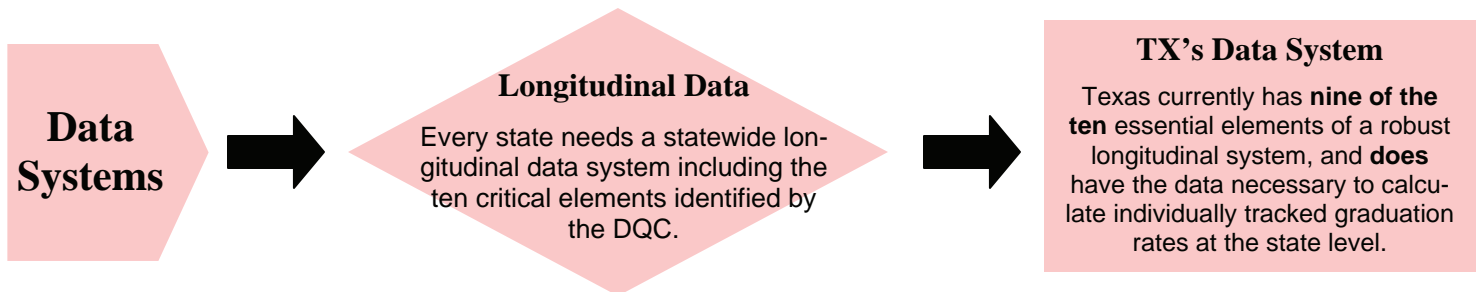 Data
Systems
Longitudinal Data
Every state needs a statewide lon-
gitudinal data system including the
ten critical elements identified by
the DQC.
TX's Data System
Texas currently has nine of the
ten essential elements of a robust
longitudinal system, and does
have the data necessary to calcu-
late individually tracked graduation
rates at the state level.